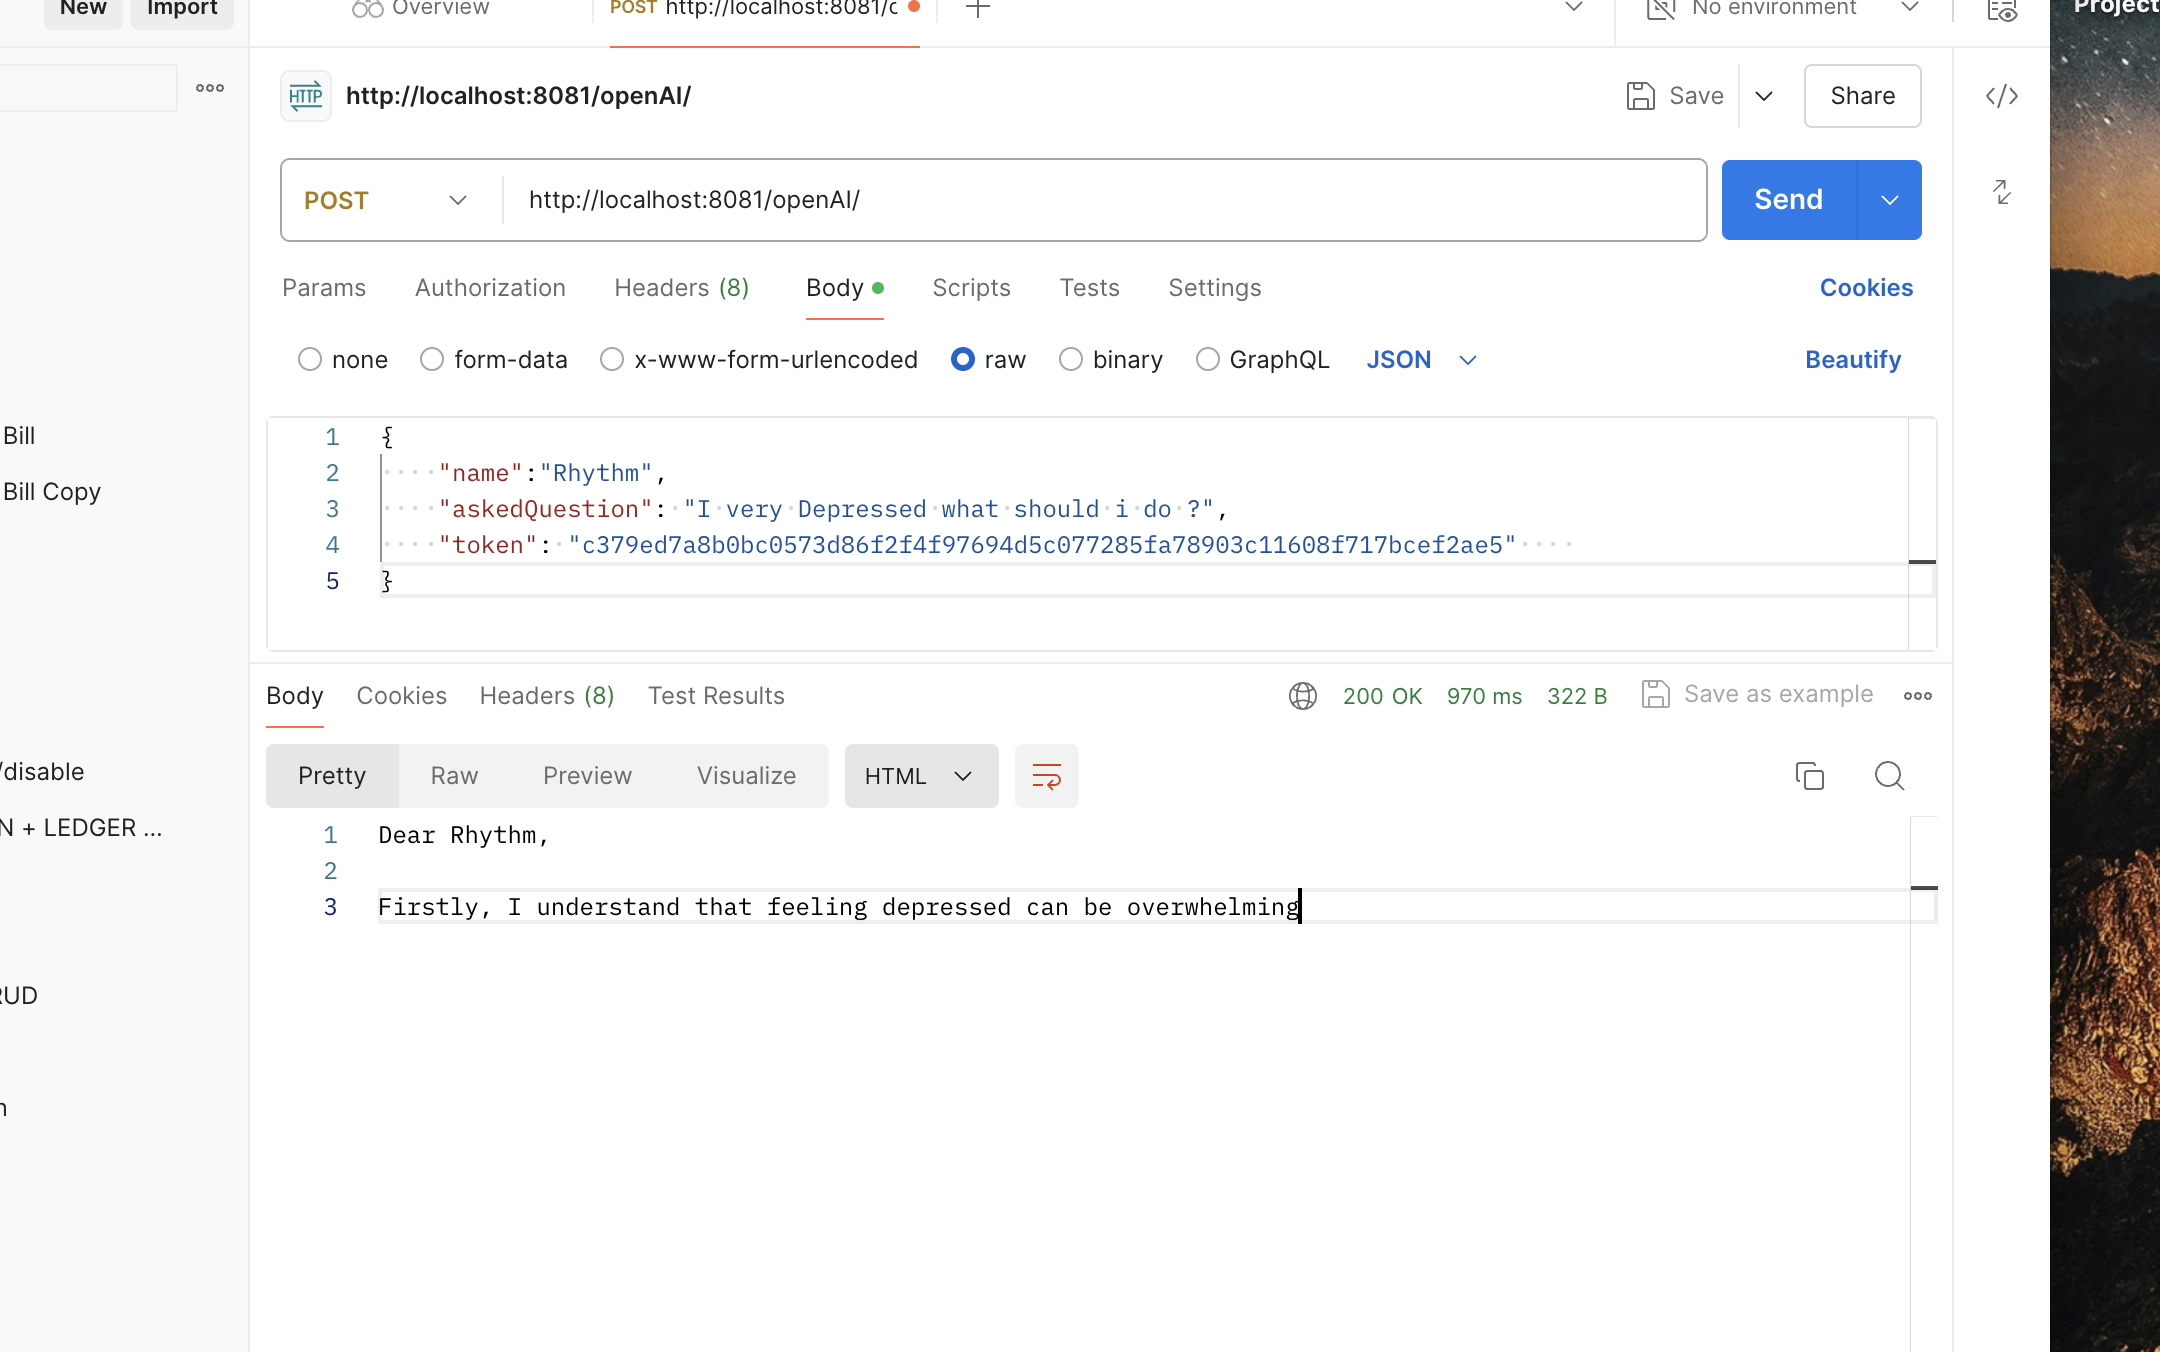 New Import
Overview
POST http://localhost:8081/c
No environment
Project
HTTP http://localhost:8081/openAI/
Save
Share
POST http://localhost:8081/openAI/
Send
Params Authorization Headers (8) Body Scripts Tests Settings Cookies
none form-data x-www-form-urlencoded raw binary GraphQL JSON Beautify
1 {
2 "name":"Rhythm",
3 "askedQuestion": "I very Depressed what should i do ?",
4 "token": "c379ed7a8b0bc0573d86f2f4f97694d5c077285fa78903c11608f717bcef2ae5"
5 }
Bill
Bill Copy
/disable
N + LEDGER ...
RUD
Body Cookies Headers (8) Test Results 200 OK 970 ms 322 B Save as example
Pretty Raw Preview Visualize HTML
1 Dear Rhythm,
2
3 Firstly, I understand that feeling depressed can be overwhelming